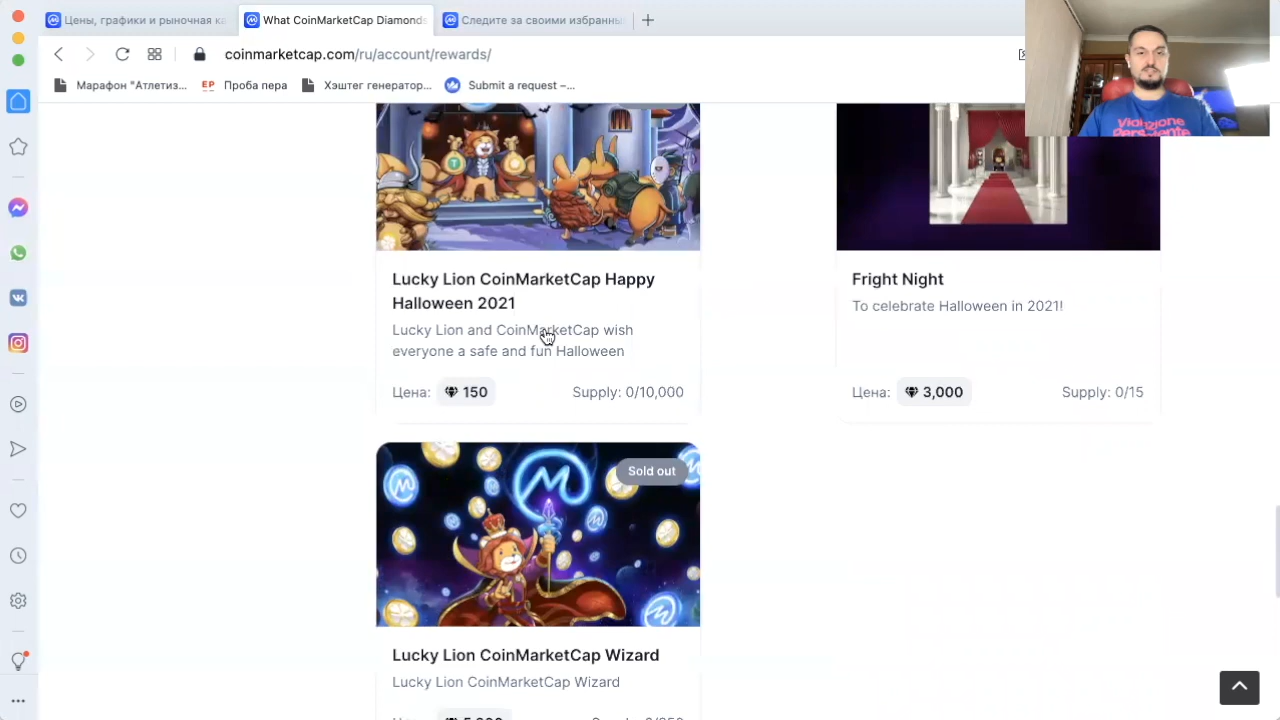 Цены, графики и рыночная ка
What CoinMarketCap Diamonds
Следите за своими избраннь
coinmarketcap.com/ru/account/rewards/
Марафон "Атлетиз...
EP Проба пера
Хэштег генератор...
Submit a request –...
Lucky Lion CoinMarketCap Happy
Halloween 2021
Lucky Lion and CoinMarketCap wish
everyone a safe and fun Halloween
Цена: 150
Supply: 0/10,000
Fright Night
To celebrate Halloween in 2021!
Цена: 3,000
Supply: 0/15
Sold out
Lucky Lion CoinMarketCap Wizard
Lucky Lion CoinMarketCap Wizard